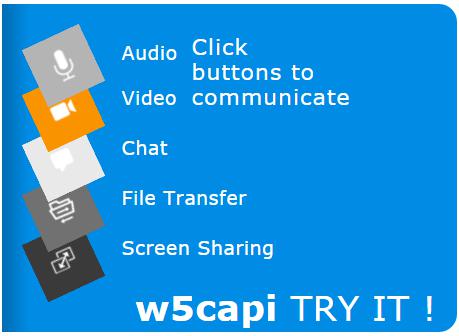 Audio
Click
buttons to
Video
communicate
Chat
File Transfer
Screen Sharing
w5capi TRY IT !